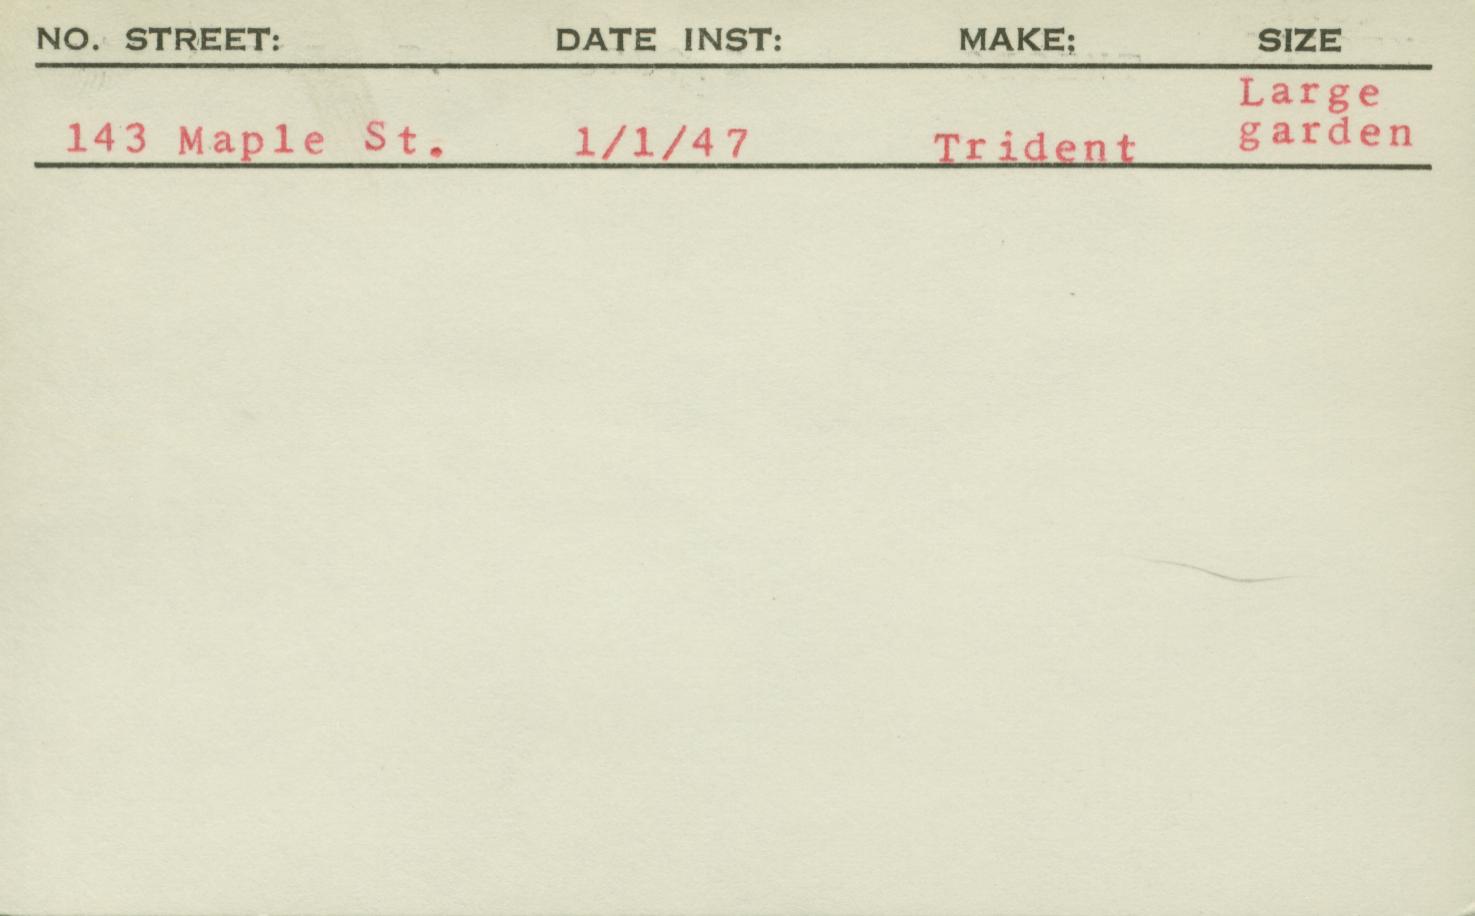 NO. STREET: DATE INST: MAKE: SIZE
Large
143 Maple St. 1/1/47 Trident garden